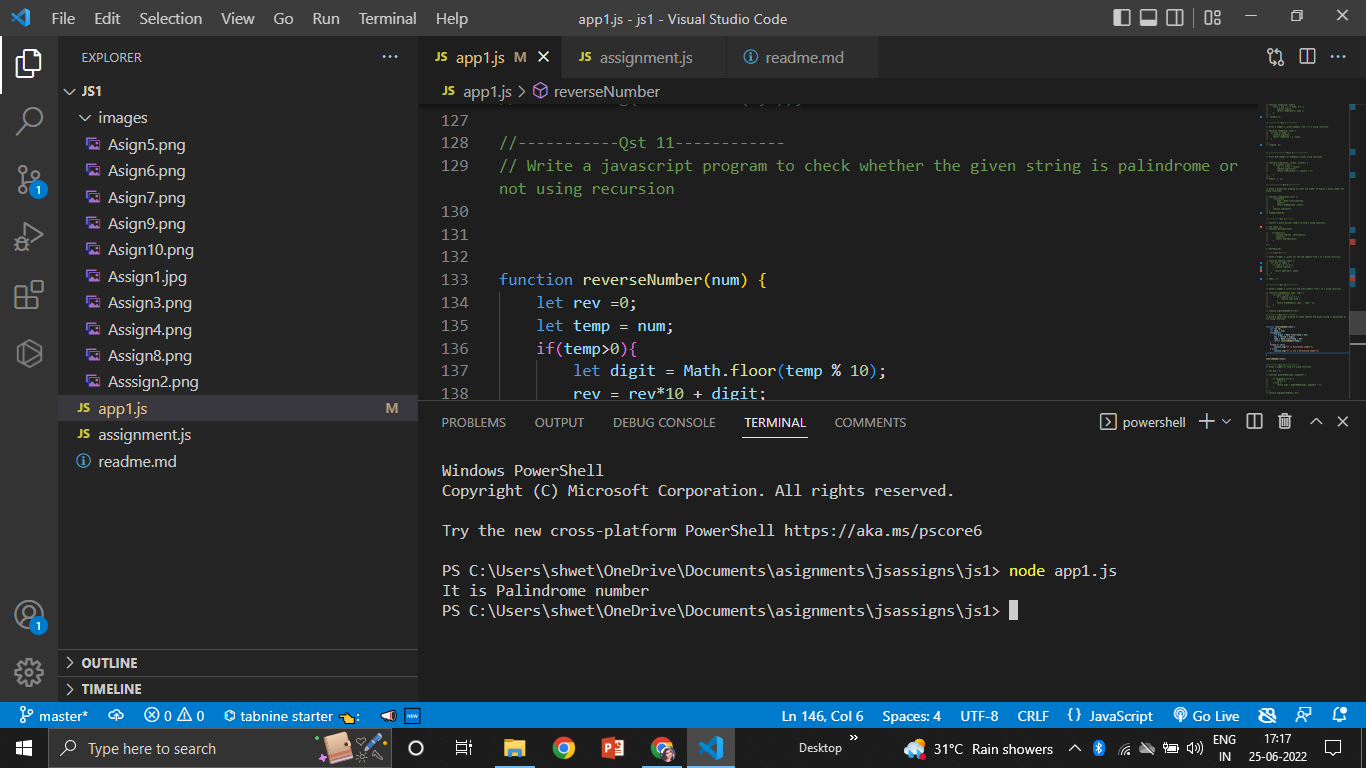 File Edit Selection View Go Run Terminal Help
app1.js - js1 - Visual Studio Code
EXPLORER
JS1
images
Asign5.png
Asign6.png
Asign7.png
Asign9.png
Asign10.png
Assign1.jpg
Assign3.png
Assign4.png
Assign8.png
Asssign2.png
JS app1.js M
JS assignment.js
readme.md
OUTLINE
TIMELINE
1
1
JS app1.js M
JS assignment.js
readme.md
JS app1.js > reverseNumber
127
128 //-----------Qst 11------------
129 // Write a javascript program to check whether the given string is palindrome or
not using recursion
130
131
132
133 function reverseNumber(num) {
134 let rev =0;
135 let temp = num;
136 if(temp>0){
137 let digit = Math.floor(temp % 10);
138 rev = rev*10 + digit;
PROBLEMS OUTPUT DEBUG CONSOLE TERMINAL COMMENTS
powershell
Windows PowerShell
Copyright (C) Microsoft Corporation. All rights reserved.
Try the new cross-platform PowerShell https://aka.ms/pscore6
PS C:\Users\shwet\OneDrive\Documents\asignments\jsassigns\js1> node app1.js
It is Palindrome number
PS C:\Users\shwet\OneDrive\Documents\asignments\jsassigns\js1>
master* 0 0 tabnine starter : NEW
Ln 146, Col 6 Spaces: 4 UTF-8 CRLF {} JavaScript Go Live
Type here to search
Desktop
31°C Rain showers
ENG
IN
17:17
25-06-2022